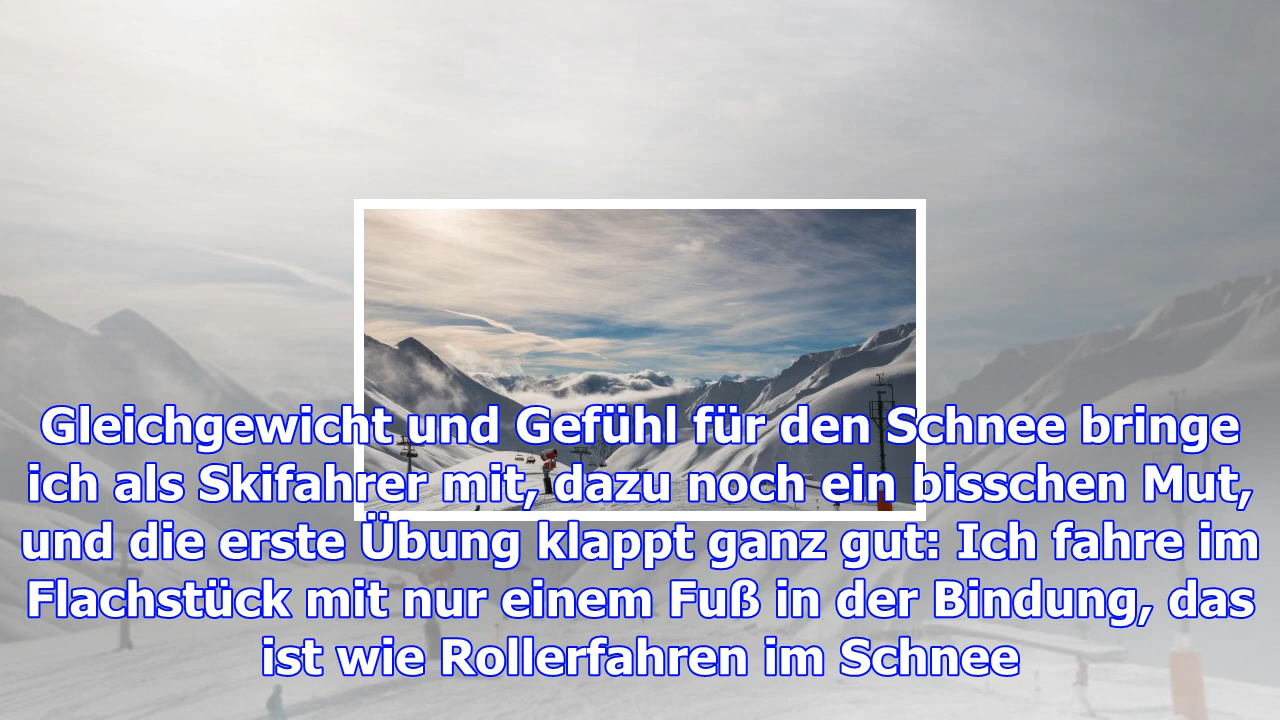 Gleichgewicht und Gefühl für den Schnee bringe
ich als Skifahrer mit, dazu noch ein bisschen Mut,
und die erste Übung klappt ganz gut: Ich fahre im
Flachstück mit nur einem Fuß in der Bindung, das
ist wie Rollerfahren im Schnee